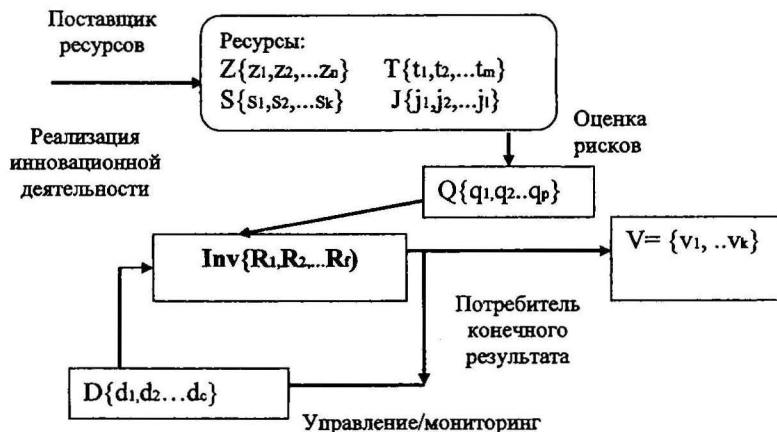 Поставщик
ресурсов
Ресурсы:
Z{z1,z2,...zn} T{t1,t2,...tm}
S{s1,s2,...sk} J{j1,j2,...jl}
Оценка
рисков
Реализация
инновационной
деятельности
Q{q1,q2..qp}
Inv{R1,R2,...Rf)
V= {v1, ..vk}
Потребитель
конечного
результата
D{d1,d2...dc}
Управление/мониторинг